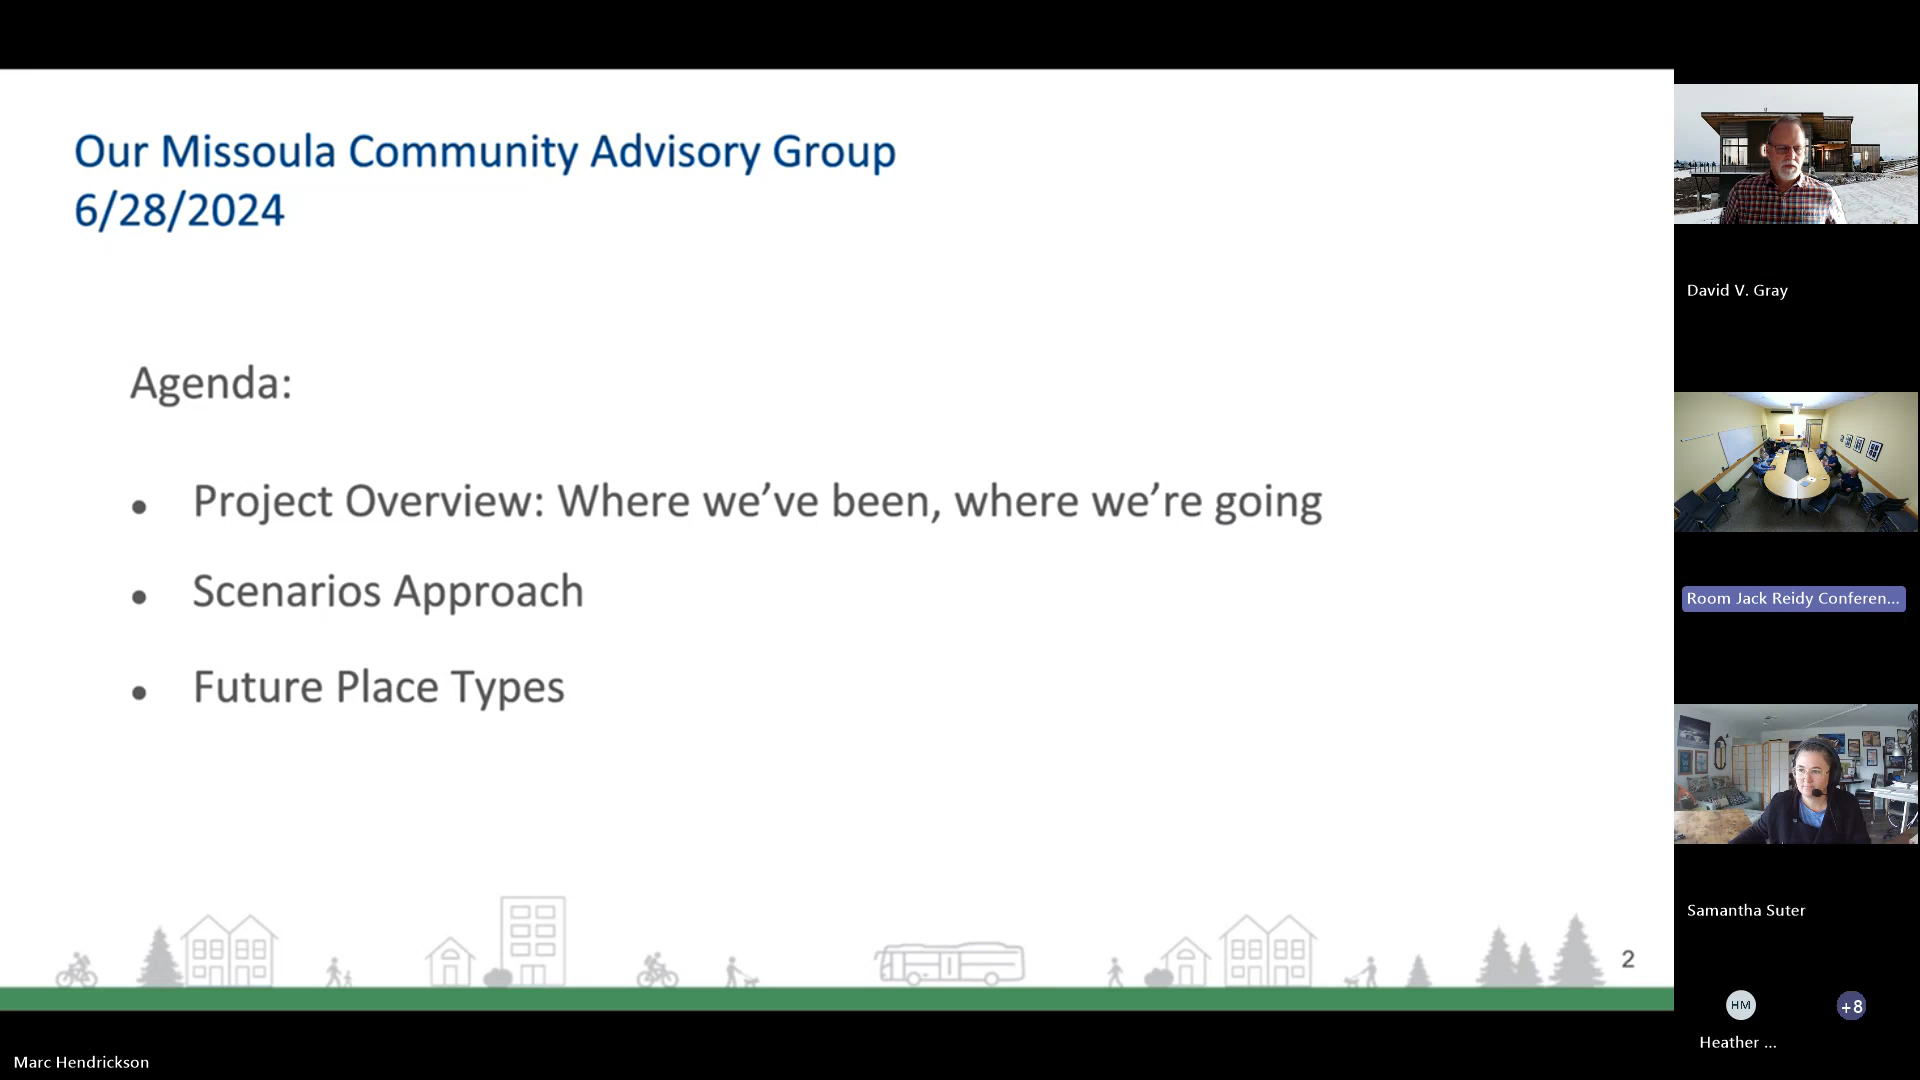 Our Missoula Community Advisory Group
6/28/2024
Agenda:
• Project Overview: Where we’ve been, where we’re going
• Scenarios Approach
• Future Place Types
2
David V. Gray
Room Jack Reidy Conferen...
Samantha Suter
HM
+8
Heather ...
Marc Hendrickson